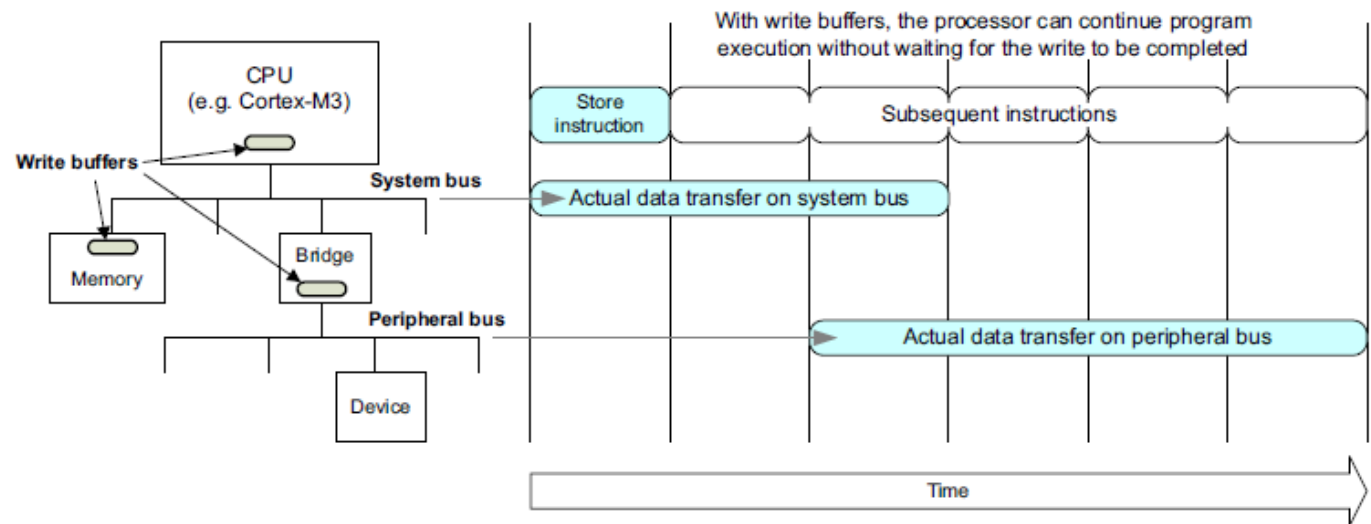 With write buffers, the processor can continue program
execution without waiting for the write to be completed
CPU
(e.g. Cortex-M3)
Store
instruction
Subsequent instructions
Write buffers
System bus
Actual data transfer on system bus
Bridge
Memory
Peripheral bus
Actual data transfer on peripheral bus
Device
Time